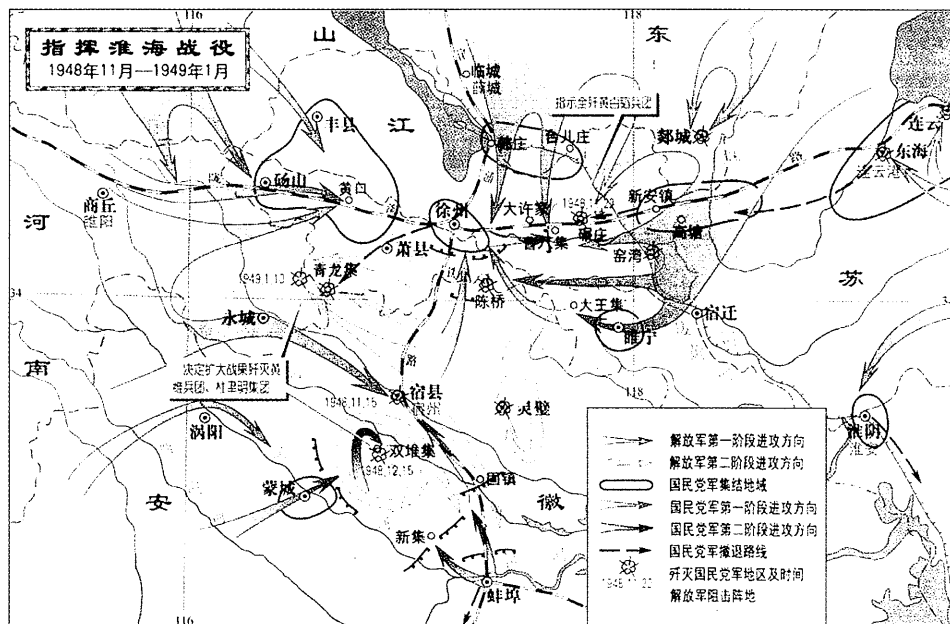 指挥淮海战役
1948年11月—1949年1月
116
118
山
东
江
苏
河
南
安
徽
临城
薛城
指示全歼黄百韬兵团
丰县
韩庄
台儿庄
郯城
连云
东海
连云港
砀山
黄口
商丘
睢阳
徐州
大许家
曹八集
碾庄
新安镇
高塘
窑湾
萧县
青龙集
1949.1.10
陈桥
大王集
睢宁
宿迁
34
永城
决定扩大战果歼灭黄
维兵团、杜聿明集团
宿县
宿州
1948.11.15
灵璧
118
涡阳
双堆集
1948.12.15
固镇
蒙城
新集
蚌埠
淮阴
淮安
116
解放军第一阶段进攻方向
解放军第二阶段进攻方向
国民党军集结地域
国民党军第一阶段进攻方向
国民党军第二阶段进攻方向
国民党军撤退路线
歼灭国民党军地区及时间
1948.11.22
解放军阻击阵地